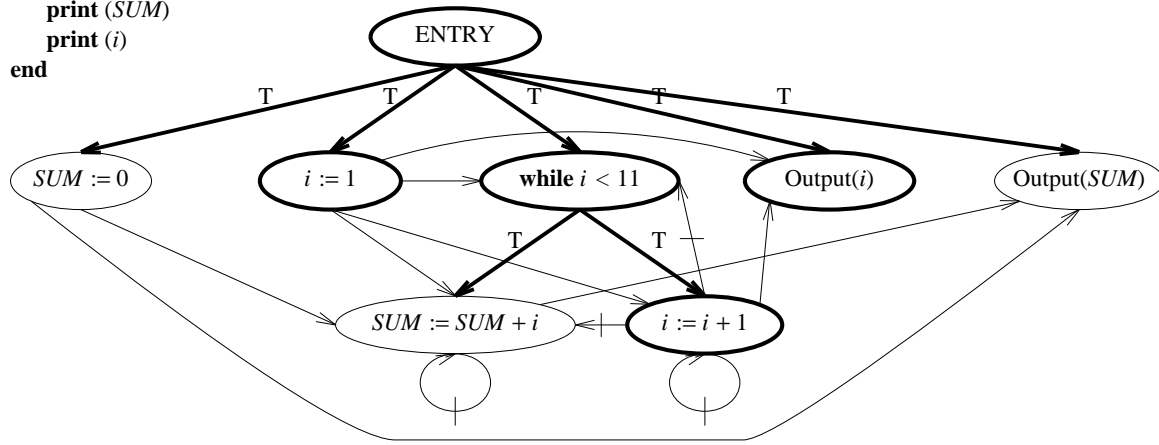 print (SUM)
print (i)
end
ENTRY
T T T T T
SUM := 0
i := 1
while i < 11
Output(i)
Output(SUM)
T T
SUM := SUM + i
i := i + 1